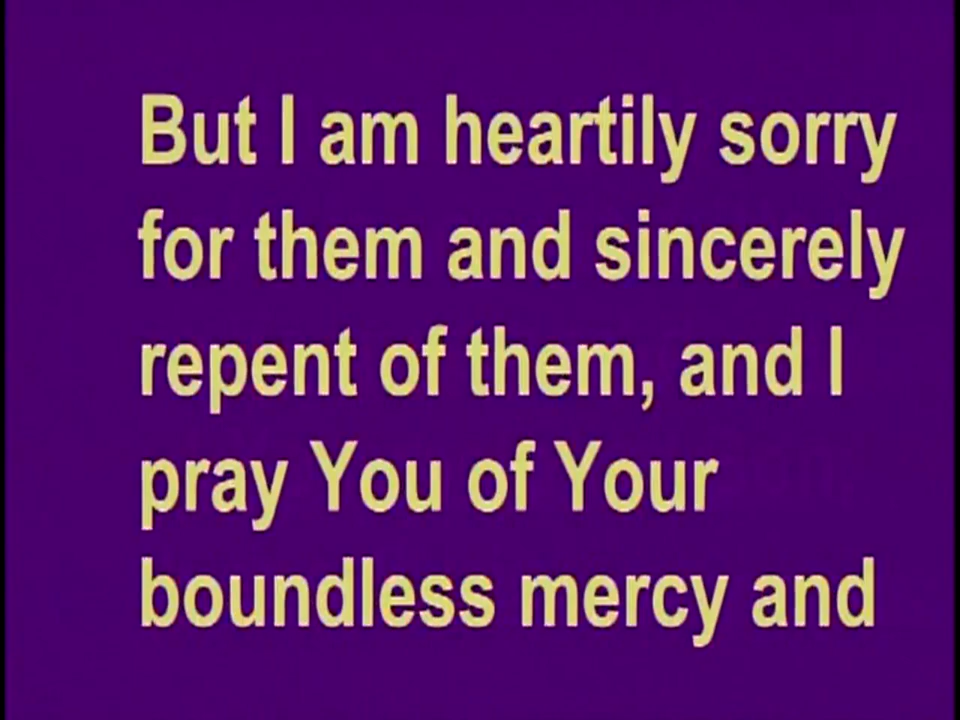 But I am heartily sorry
for them and sincerely
repent of them, and I
pray You of Your
boundless mercy and